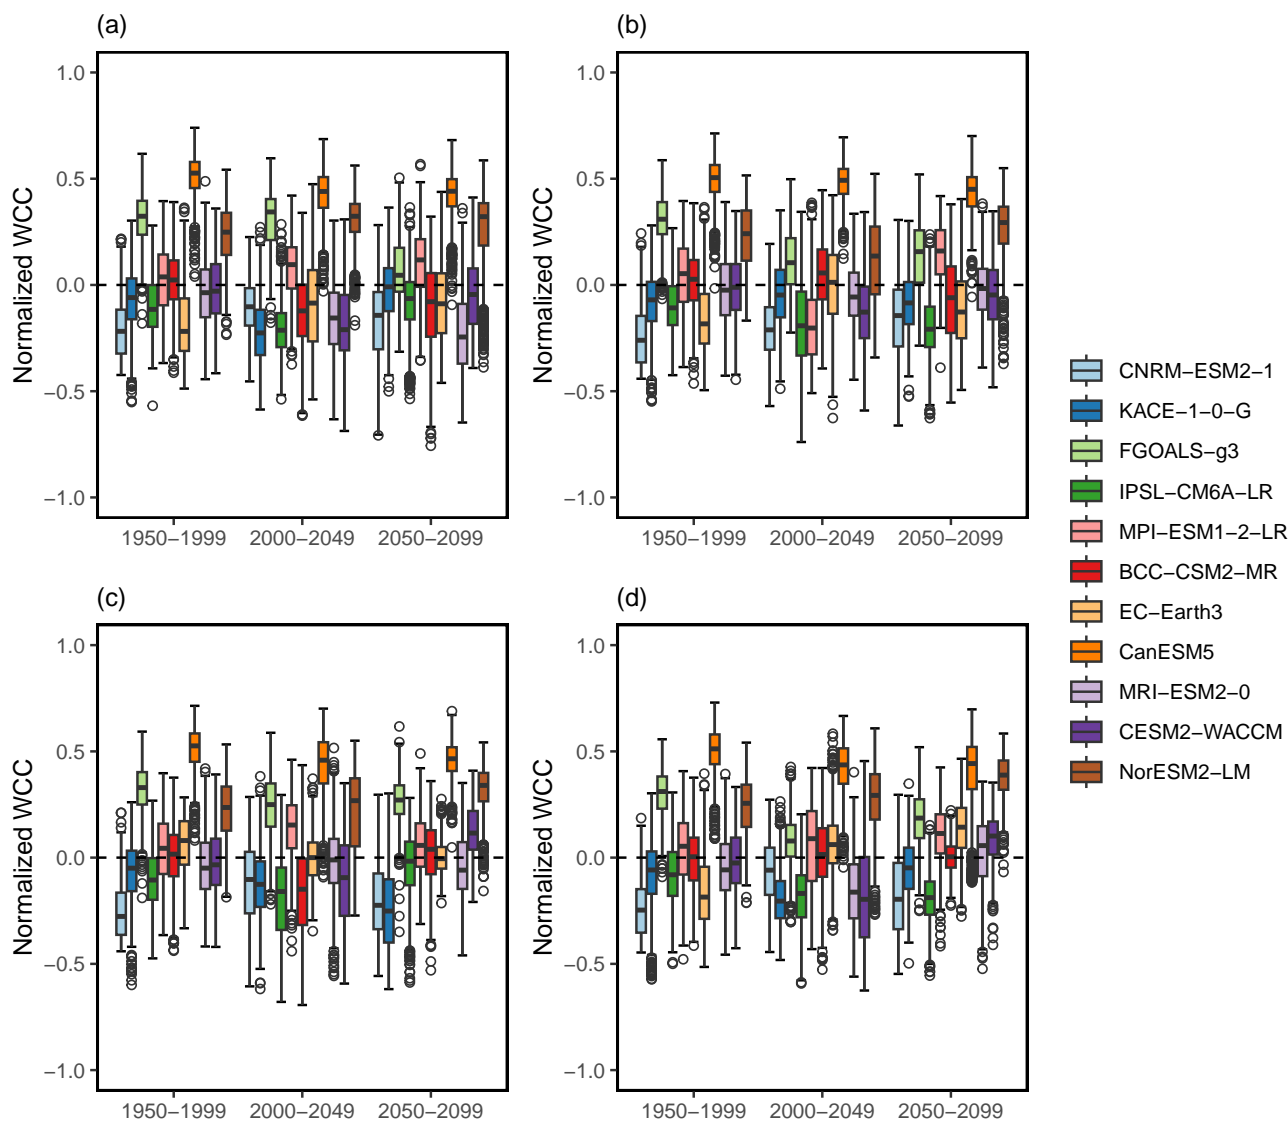 (a)
(b)
Normalized WCC
1.0
0.5
0.0
−0.5
−1.0
1950−1999
2000−2049
2050−2099
Normalized WCC
1.0
0.5
0.0
−0.5
−1.0
1950−1999
2000−2049
2050−2099
(c)
(d)
Normalized WCC
1.0
0.5
0.0
−0.5
−1.0
1950−1999
2000−2049
2050−2099
Normalized WCC
1.0
0.5
0.0
−0.5
−1.0
1950−1999
2000−2049
2050−2099
CNRM−ESM2−1
KACE−1−0−G
FGOALS−g3
IPSL−CM6A−LR
MPI−ESM1−2−LR
BCC−CSM2−MR
EC−Earth3
CanESM5
MRI−ESM2−0
CESM2−WACCM
NorESM2−LM